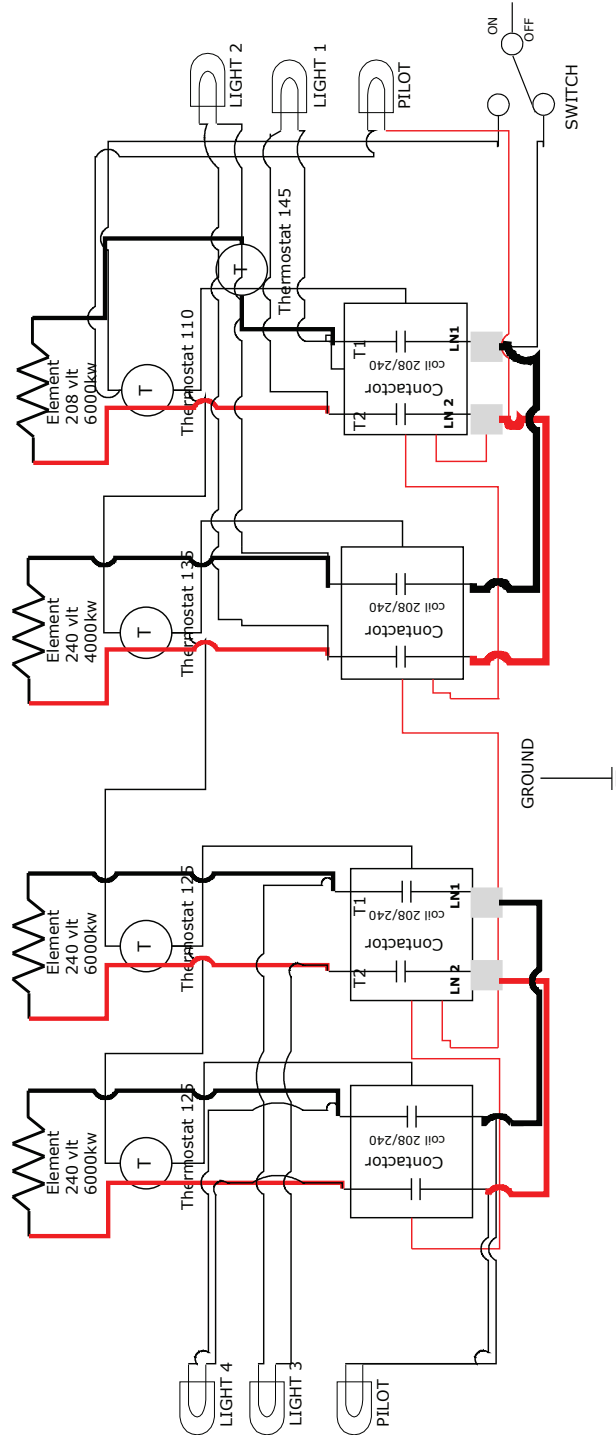 Element
240 vlt
6000kw
Element
240 vlt
6000kw
Element
240 vlt
4000kw
Element
208 vlt
6000kw
T
T
T
T
Thermostat 125
Thermostat 125
Thermostat 135
Thermostat 110
LIGHT 4
LIGHT 3
PILOT
LIGHT 2
LIGHT 1
PILOT
T
Thermostat 145
Contactor
coil 208/240
T2
T1
Contactor
coil 208/240
LN 2
LN1
Contactor
coil 208/240
T2
T1
Contactor
coil 208/240
LN 2
LN1
GROUND
ON
OFF
SWITCH